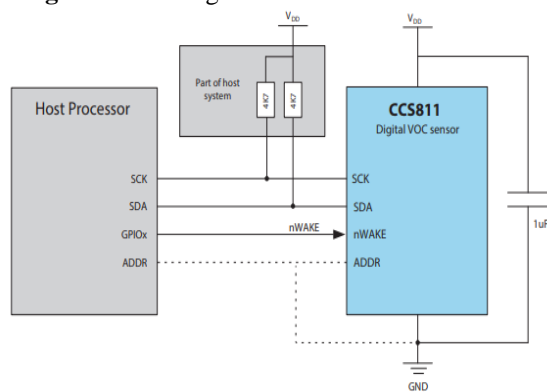 V_DD
V_DD
Part of host
system
4K7
4K7
Host Processor
CCS811
Digital VOC sensor
SCK
SCK
SDA
SDA
GPIOx
nWAKE
nWAKE
ADDR
ADDR
1uF
GND